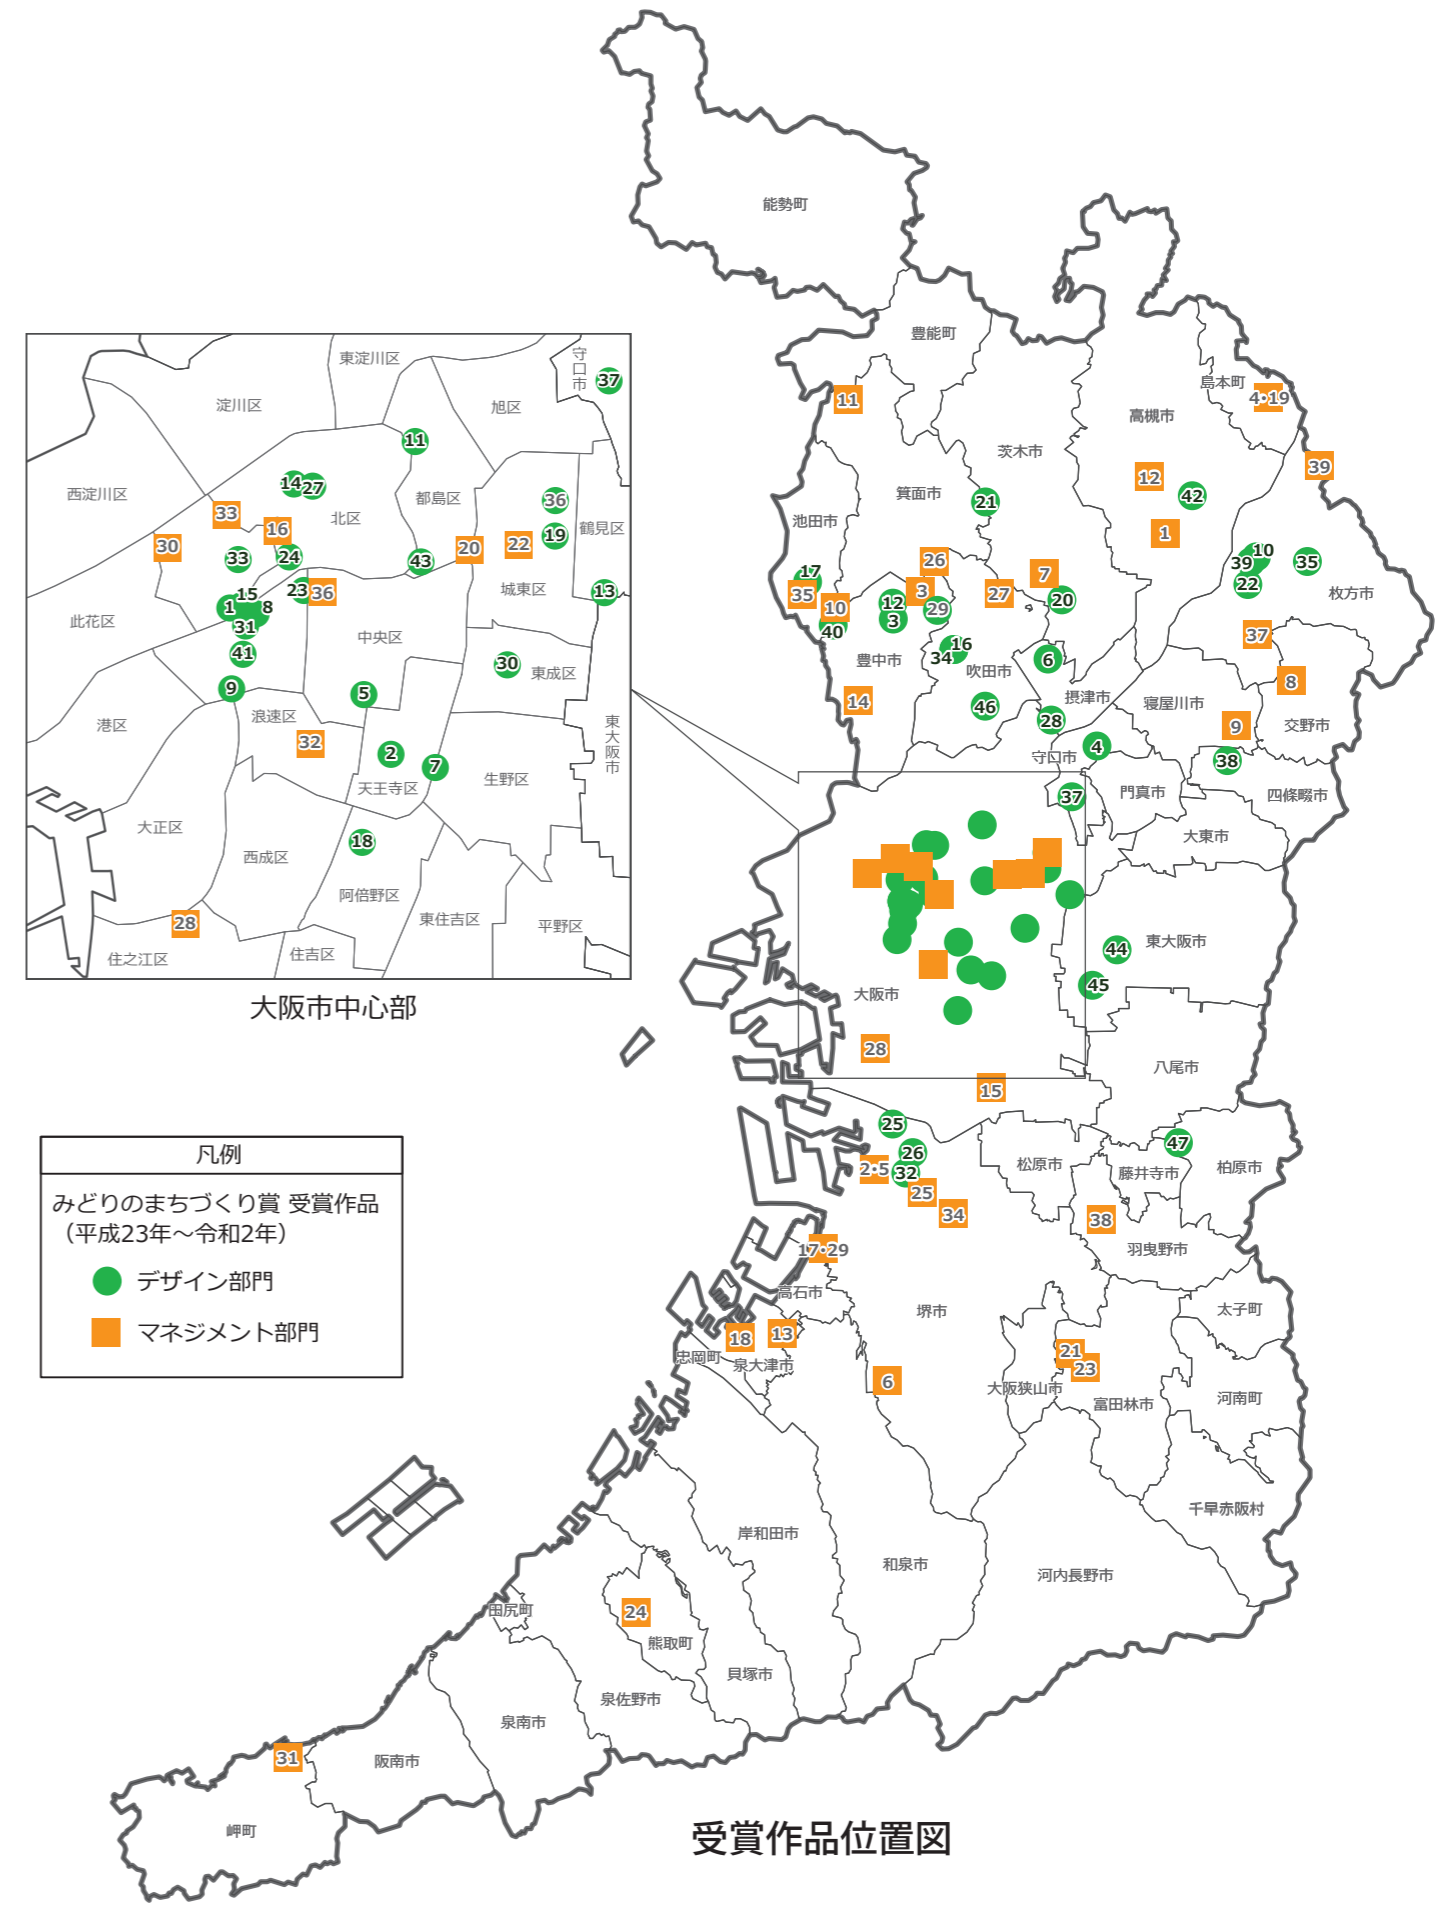 能勢町
豊能町
島本町
4・19
高槻市
11
茨木市
39
12
42
箕面市
21
池田市
1
26
10
39
35
22
枚方市
17
35
7
3
27
20
29
10
12
3
40
37
豊中市
16
34
吹田市
6
8
摂津市
寝屋川市
14
46
28
9
交野市
守口市
4
38
37
門真市
四條畷市
大東市
東大阪市
44
45
大阪市
28
八尾市
15
25
26
47
2・5
32
松原市
藤井寺市
柏原市
25
34
38
羽曳野市
17・29
高石市
堺市
太子町
18
13
忠岡町
泉大津市
21
23
6
大阪狭山市
富田林市
河南町
千早赤阪村
岸和田市
和泉市
河内長野市
田尻町
24
熊取町
貝塚市
泉佐野市
泉南市
31
阪南市
岬町
受賞作品位置図
東淀川区
守口市
37
淀川区
旭区
11
西淀川区
14
27
都島区
36
33
北区
16
19
鶴見区
30
20
22
33
24
43
城東区
23
36
13
15
1
8
31
此花区
中央区
41
30
東成区
9
5
港区
浪速区
32
2
7
東大阪市
天王寺区
生野区
大正区
18
西成区
阿倍野区
28
東住吉区
平野区
住之江区
住吉区
大阪市中心部
凡例
みどりのまちづくり賞 受賞作品
（平成23年～令和2年）
デザイン部門
マネジメント部門